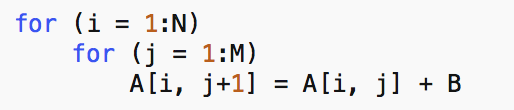 for (i = 1:N)
    for (j = 1:M)
        A[i, j+1] = A[i, j] + B